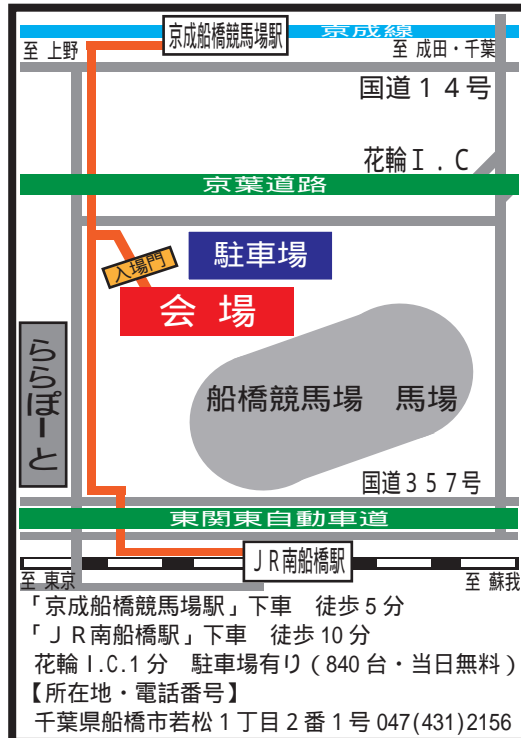 京成船橋競馬場駅
京成線
至 上野
至 成田・千葉
国道14号
花輪I.C
京葉道路
入場門
駐車場
会場
ららぽーと
船橋競馬場 馬場
国道357号
東関東自動車道
JR南船橋駅
至 東京
至 蘇我
「京成船橋競馬場駅」下車 徒歩5分
「JR南船橋駅」下車 徒歩10分
花輪I.C.1分 駐車場有り(840台・当日無料)
【所在地・電話番号】
千葉県船橋市若松1丁目2番1号 047(431)2156